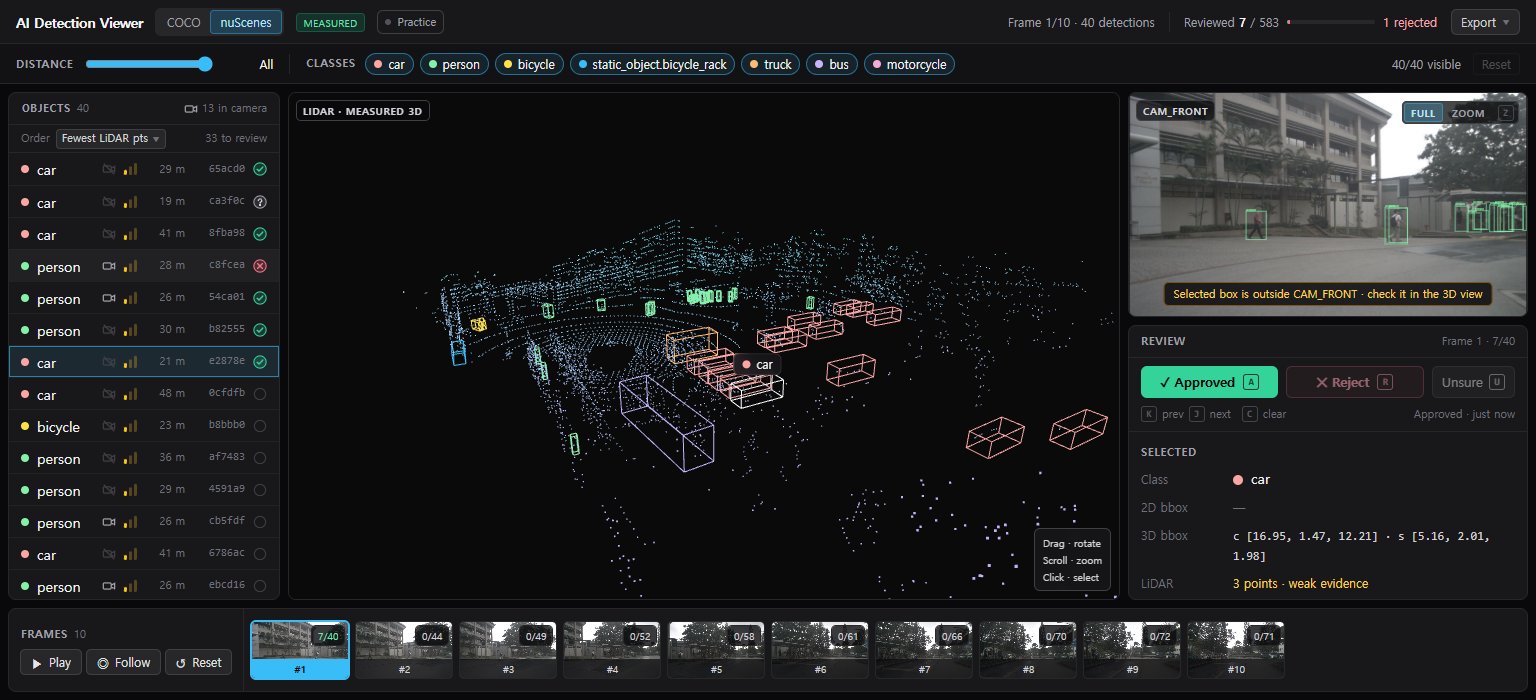 AI Detection Viewer COCO nuScenes MEASURED Practice Frame 1/10 · 40 detections Reviewed 7 / 583 1 rejected Export
DISTANCE All CLASSES car person bicycle static_object.bicycle_rack truck bus motorcycle 40/40 visible Reset
OBJECTS 40 13 in camera
Order Fewest LiDAR pts 33 to review
car 29 m 65acd0
car 19 m ca3f0c ?
car 41 m 8fba98
person 28 m c8fcea
person 26 m 54ca01
person 30 m b82555
car 21 m e2878e
car 48 m 0cfdfb
bicycle 23 m b8bbb0
person 36 m af7483
person 29 m 4591a9
person 26 m cb5fdf
car 41 m 6786ac
person 26 m ebcd16
LIDAR · MEASURED 3D
car
Drag · rotate
Scroll · zoom
Click · select
CAM_FRONT FULL ZOOM Z
Selected box is outside CAM_FRONT · check it in the 3D view
REVIEW Frame 1 · 7/40
✓ Approved A ✕ Reject R Unsure U
K prev J next C clear Approved · just now
SELECTED
Class car
2D bbox —
3D bbox c [16.95, 1.47, 12.21] · s [5.16, 2.01,
1.98]
LiDAR 3 points · weak evidence
FRAMES 10
Play Follow Reset
7/40 0/44 0/49 0/52 0/58 0/61 0/66 0/70 0/72 0/71
#1 #2 #3 #4 #5 #6 #7 #8 #9 #10